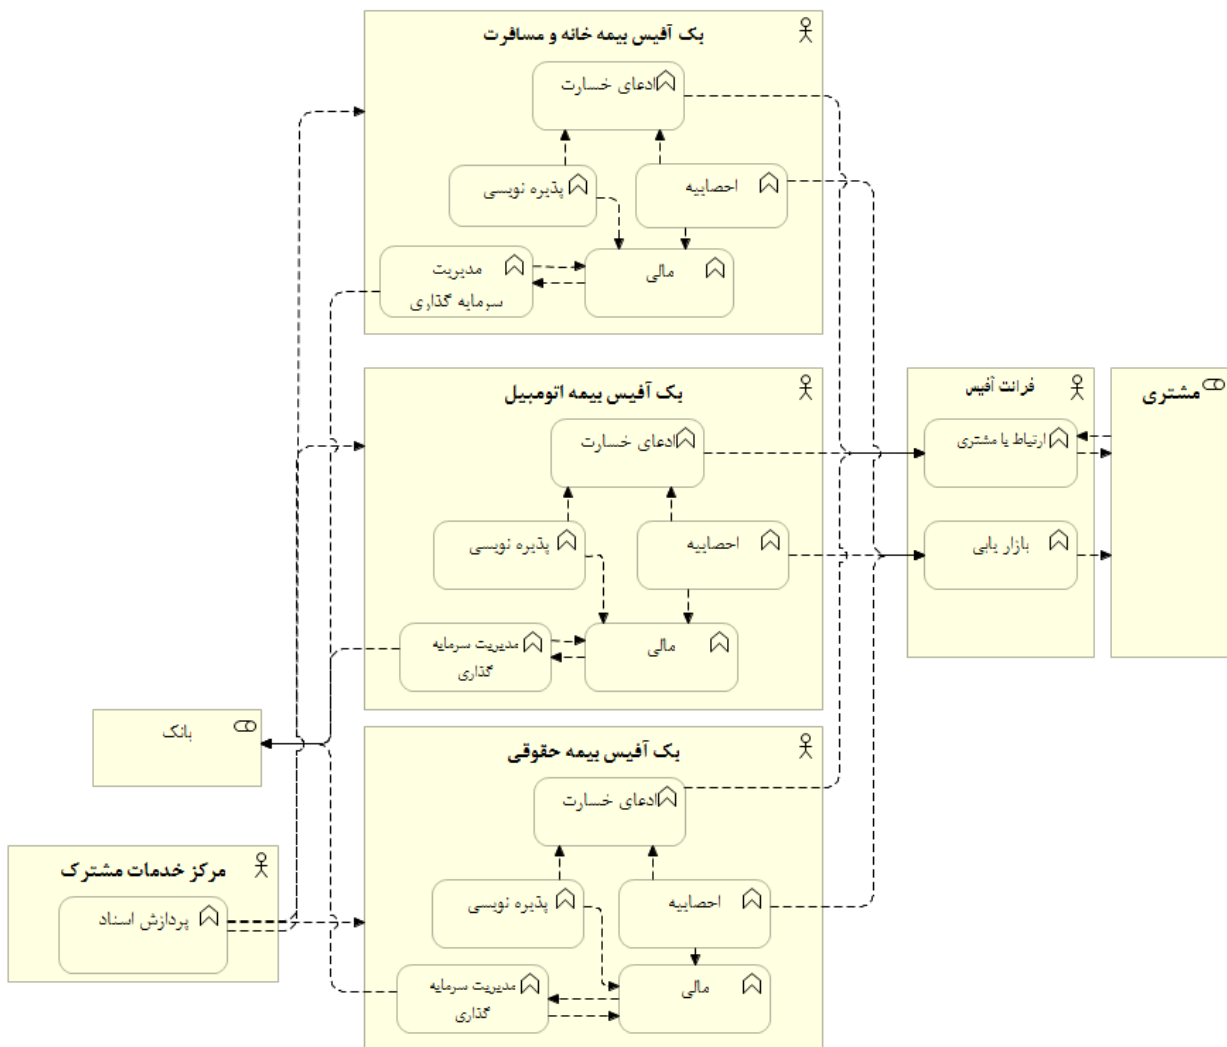 بک آفیس بیمه خانه و مسافرت
ادعای خسارت
پذیره نویسی
احصاییه
مدیریت
سرمایه گذاری
مالی
بک آفیس بیمه اتومبیل
ادعای خسارت
پذیره نویسی
احصاییه
مدیریت سرمایه
گذاری
مالی
بک آفیس بیمه حقوقی
ادعای خسارت
پذیره نویسی
احصاییه
مدیریت سرمایه
گذاری
مالی
فرانت آفیس
ارتباط یا مشتری
بازار یابی
مشتری
بانک
مرکز خدمات مشترک
پردازش اسناد